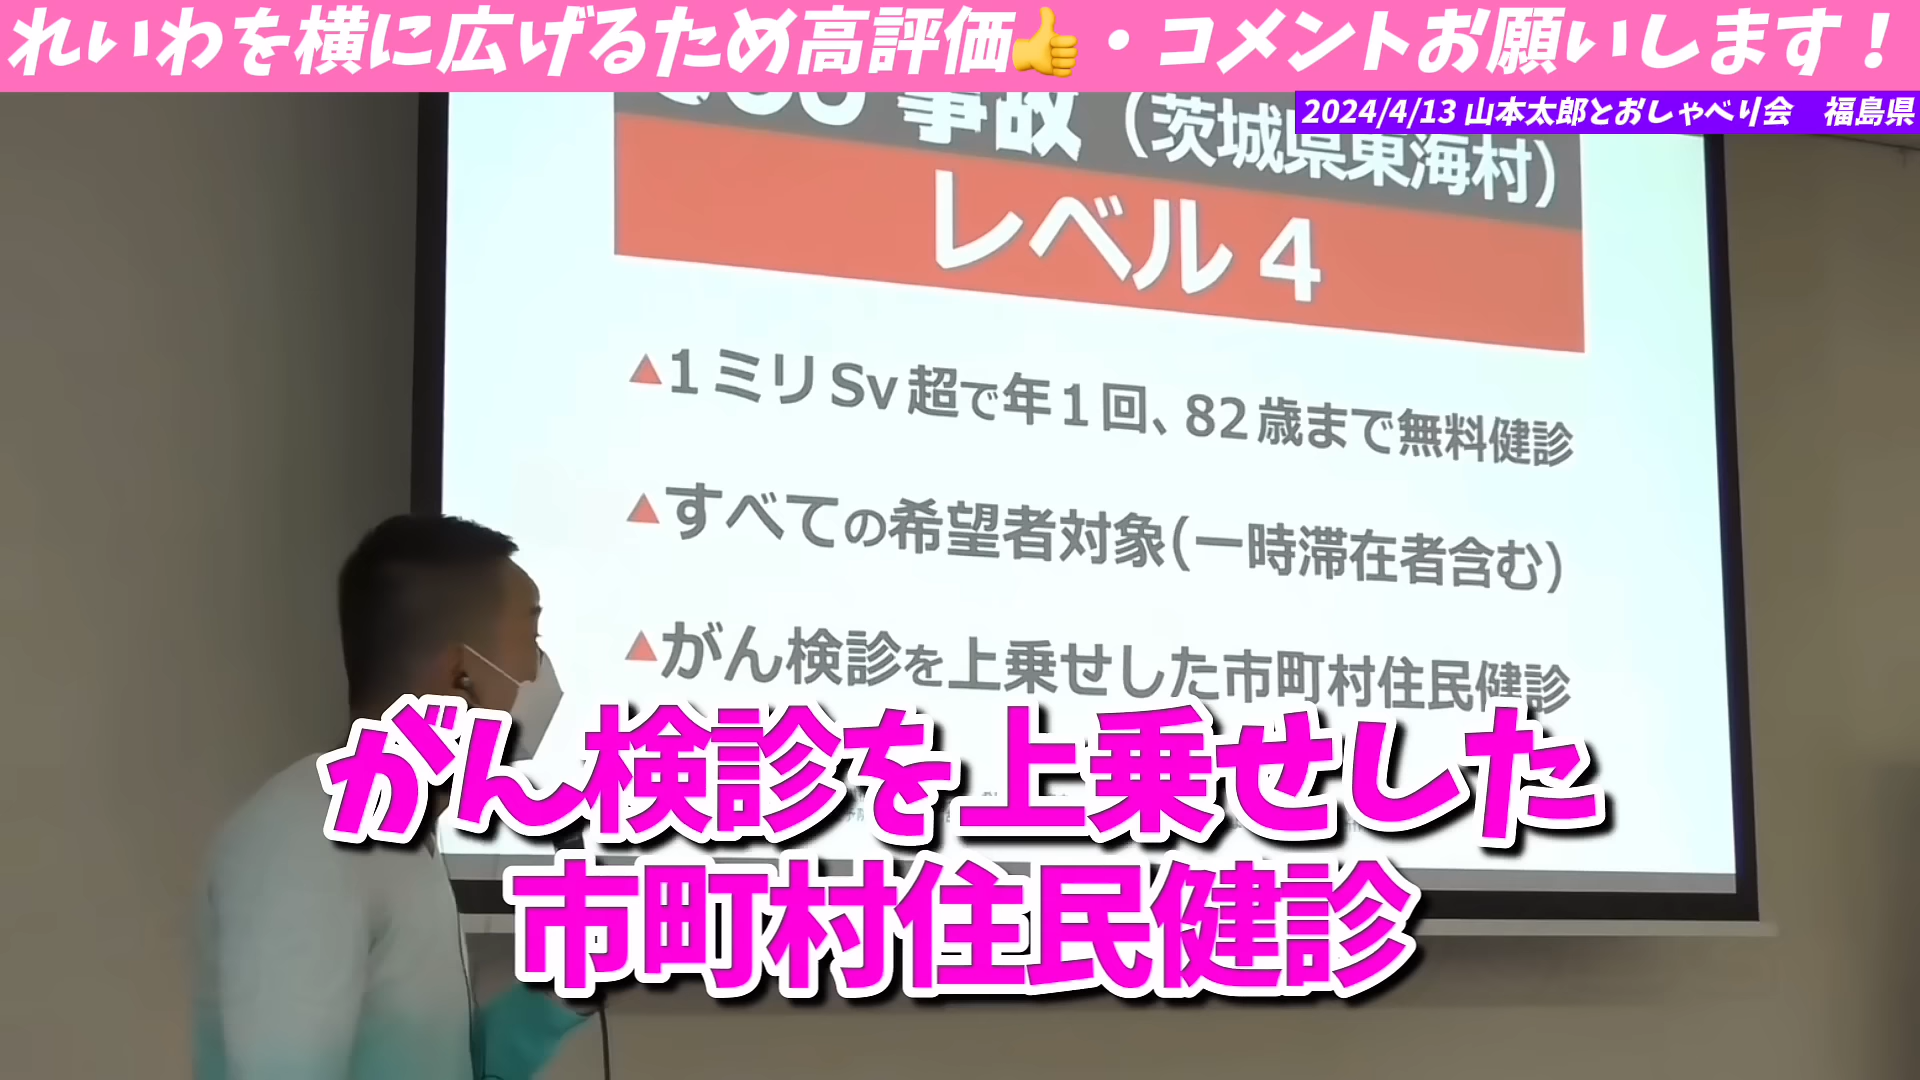 れいわを横に広げるため高評価👍・コメントお願いします！
2024/4/13 山本太郎とおしゃべり会　福島県
事故（茨城県東海村）
レベル4
▲1ミリSv超で年1回、82歳まで無料健診
▲すべての希望者対象(一時滞在者含む)
▲がん検診を上乗せした市町村住民健診
がん検診を上乗せした
市町村住民健診